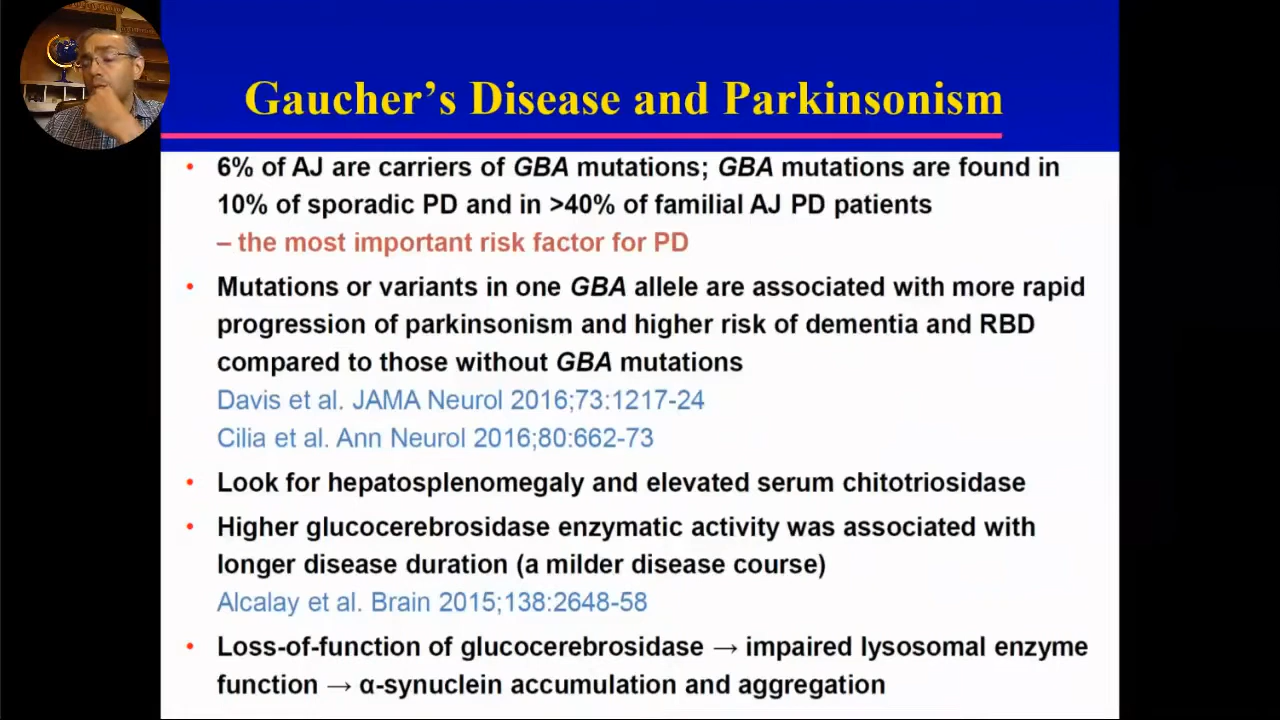 Gaucher’s Disease and Parkinsonism
• 6% of AJ are carriers of GBA mutations; GBA mutations are found in
10% of sporadic PD and in >40% of familial AJ PD patients
– the most important risk factor for PD
• Mutations or variants in one GBA allele are associated with more rapid
progression of parkinsonism and higher risk of dementia and RBD
compared to those without GBA mutations
Davis et al. JAMA Neurol 2016;73:1217-24
Cilia et al. Ann Neurol 2016;80:662-73
• Look for hepatosplenomegaly and elevated serum chitotriosidase
• Higher glucocerebrosidase enzymatic activity was associated with
longer disease duration (a milder disease course)
Alcalay et al. Brain 2015;138:2648-58
• Loss-of-function of glucocerebrosidase → impaired lysosomal enzyme
function → α-synuclein accumulation and aggregation